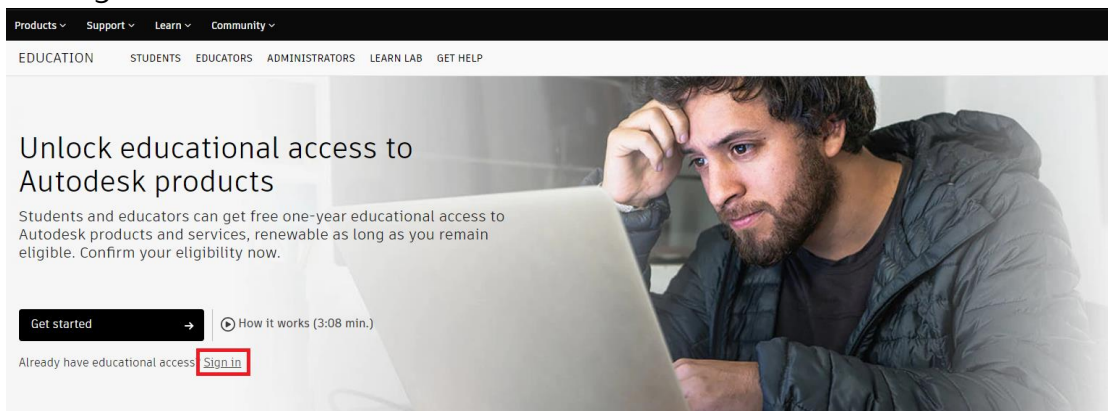 Products Support Learn Community
EDUCATION STUDENTS EDUCATORS ADMINISTRATORS LEARN LAB GET HELP
Unlock educational access to
Autodesk products
Students and educators can get free one-year educational access to
Autodesk products and services, renewable as long as you remain
eligible. Confirm your eligibility now.
Get started → How it works (3:08 min.)
Already have educational access? Sign in